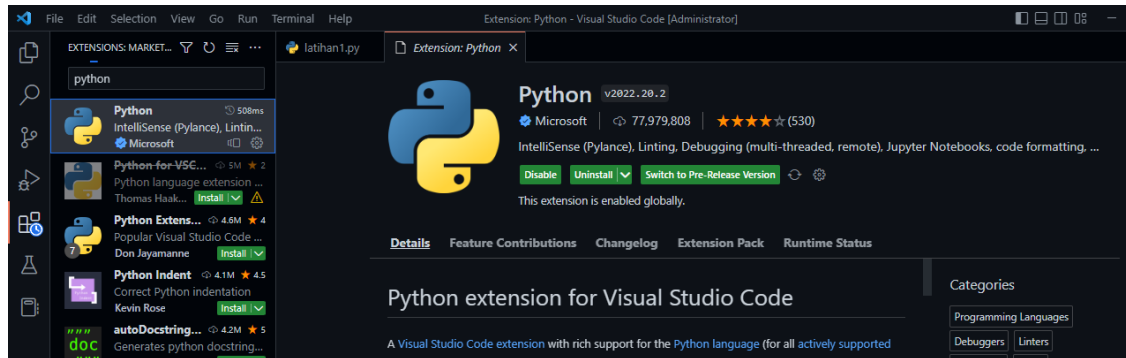 File Edit Selection View Go Run Terminal Help
Extension: Python - Visual Studio Code [Administrator]
EXTENSIONS: MARKET...
latihan1.py
Extension: Python
python
Python 508ms
IntelliSense (Pylance), Lintin...
Microsoft
Python for VSC... 5M ★ 2
Python language extension ...
Thomas Haak... Install
Python Extens... 4.6M ★ 4
Popular Visual Studio Code ...
7
Don Jayamanne Install
Python Indent 4.1M ★ 4.5
Correct Python indentation
Kevin Rose Install
autoDocstring... 4.2M ★ 5
doc
Generates python docstring...
Python v2022.20.2
Microsoft 77,979,808 (530)
IntelliSense (Pylance), Linting, Debugging (multi-threaded, remote), Jupyter Notebooks, code formatting, ...
Disable Uninstall Switch to Pre-Release Version
This extension is enabled globally.
Details Feature Contributions Changelog Extension Pack Runtime Status
Python extension for Visual Studio Code
A Visual Studio Code extension with rich support for the Python language (for all actively supported
Categories
Programming Languages
Debuggers Linters